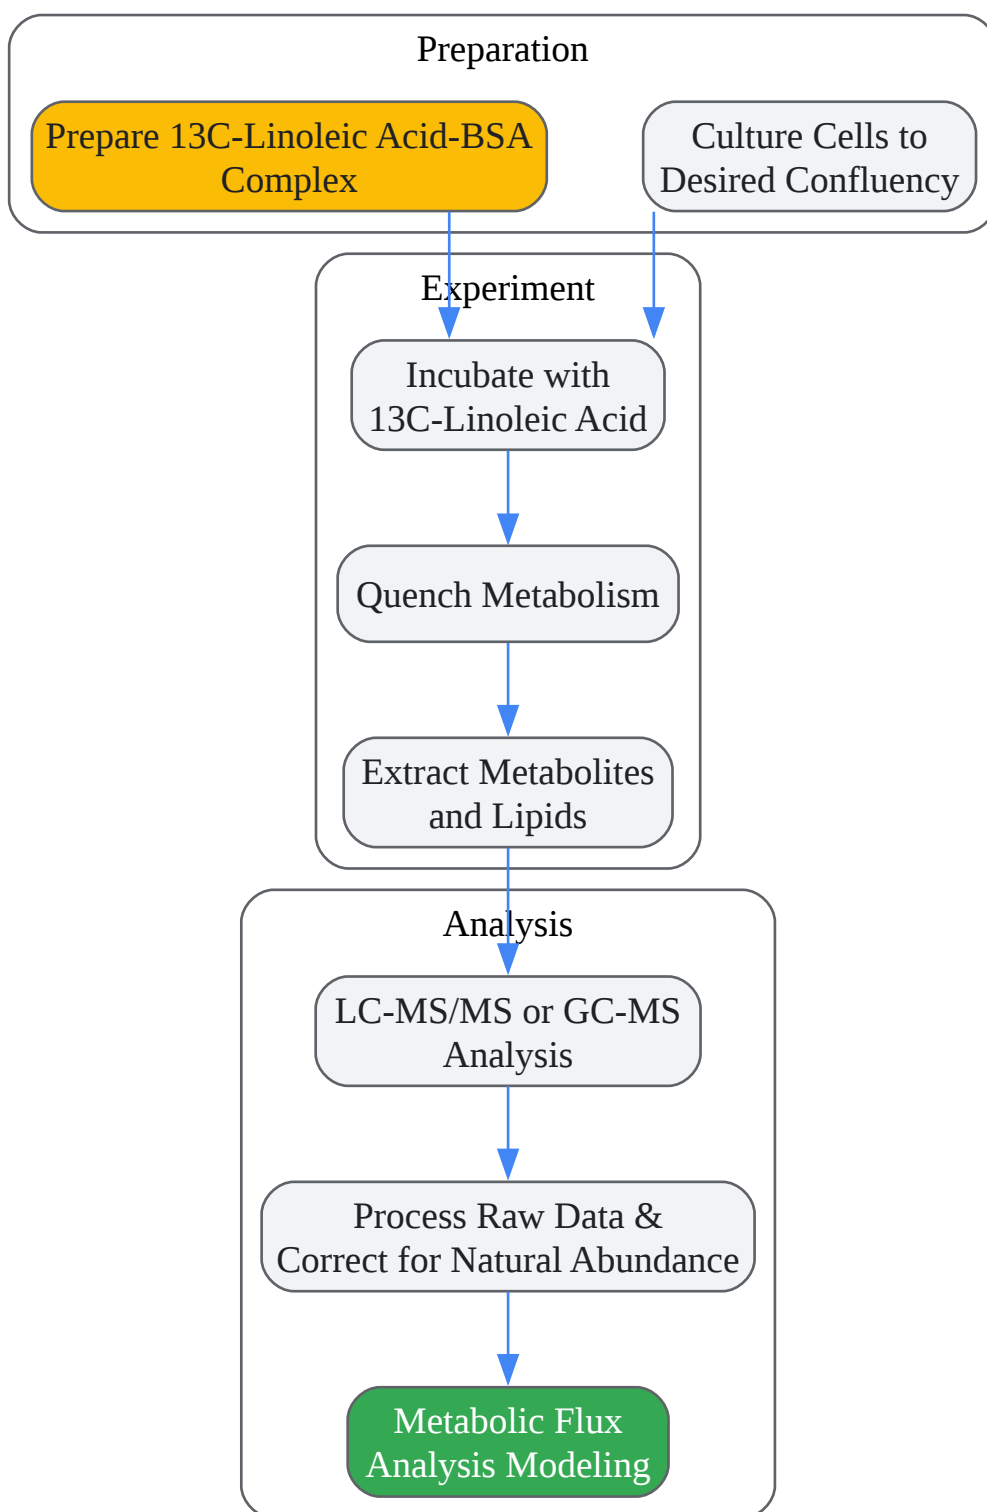 Preparation
Prepare 13C-Linoleic Acid-BSA
Complex
Culture Cells to
Desired Confluency
Experiment
Incubate with
13C-Linoleic Acid
Quench Metabolism
Extract Metabolites
and Lipids
Analysis
LC-MS/MS or GC-MS
Analysis
Process Raw Data &
Correct for Natural Abundance
Metabolic Flux
Analysis Modeling